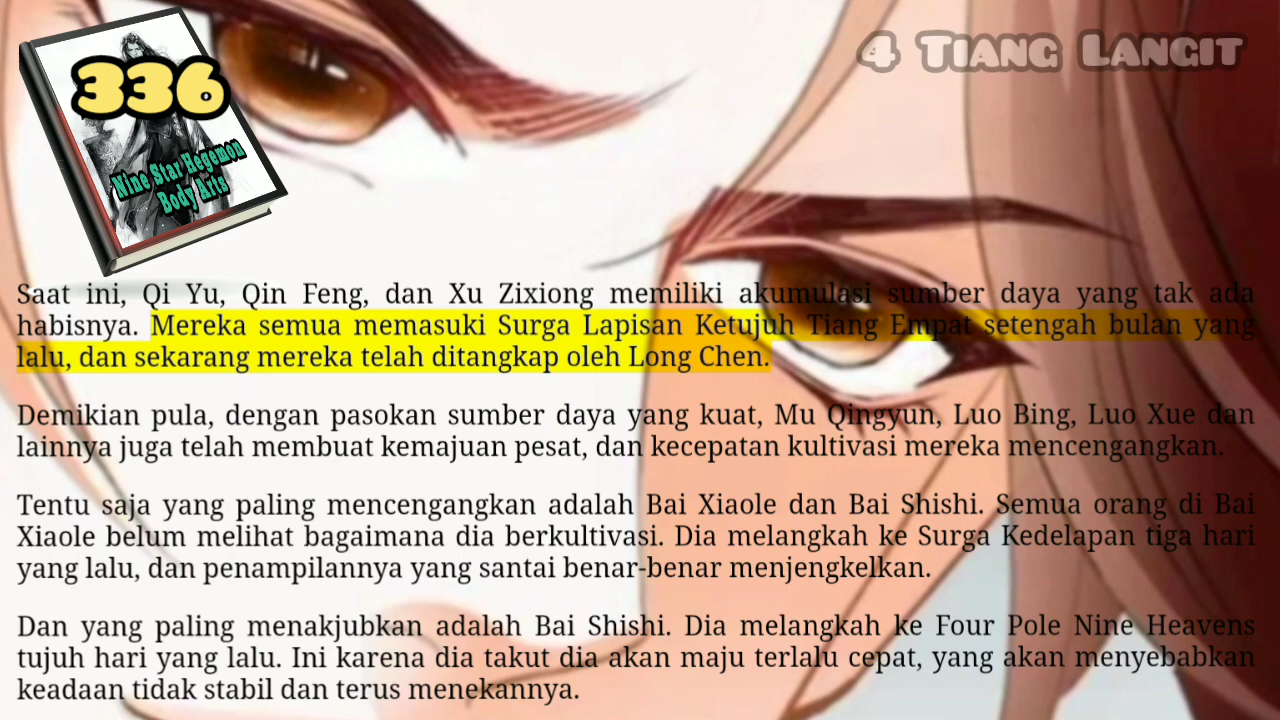 336
Nine Star Hegemon
Body Arts
4 Tiang Langit
Saat ini, Qi Yu, Qin Feng, dan Xu Zixiong memiliki akumulasi sumber daya yang tak ada
habisnya. Mereka semua memasuki Surga Lapisan Ketujuh Tiang Empat setengah bulan yang
lalu, dan sekarang mereka telah ditangkap oleh Long Chen.
Demikian pula, dengan pasokan sumber daya yang kuat, Mu Qingyun, Luo Bing, Luo Xue dan
lainnya juga telah membuat kemajuan pesat, dan kecepatan kultivasi mereka mencengangkan.
Tentu saja yang paling mencengangkan adalah Bai Xiaole dan Bai Shishi. Semua orang di Bai
Xiaole belum melihat bagaimana dia berkultivasi. Dia melangkah ke Surga Kedelapan tiga hari
yang lalu, dan penampilannya yang santai benar-benar menjengkelkan.
Dan yang paling menakjubkan adalah Bai Shishi. Dia melangkah ke Four Pole Nine Heavens
tujuh hari yang lalu. Ini karena dia takut dia akan maju terlalu cepat, yang akan menyebabkan
keadaan tidak stabil dan terus menekannya.